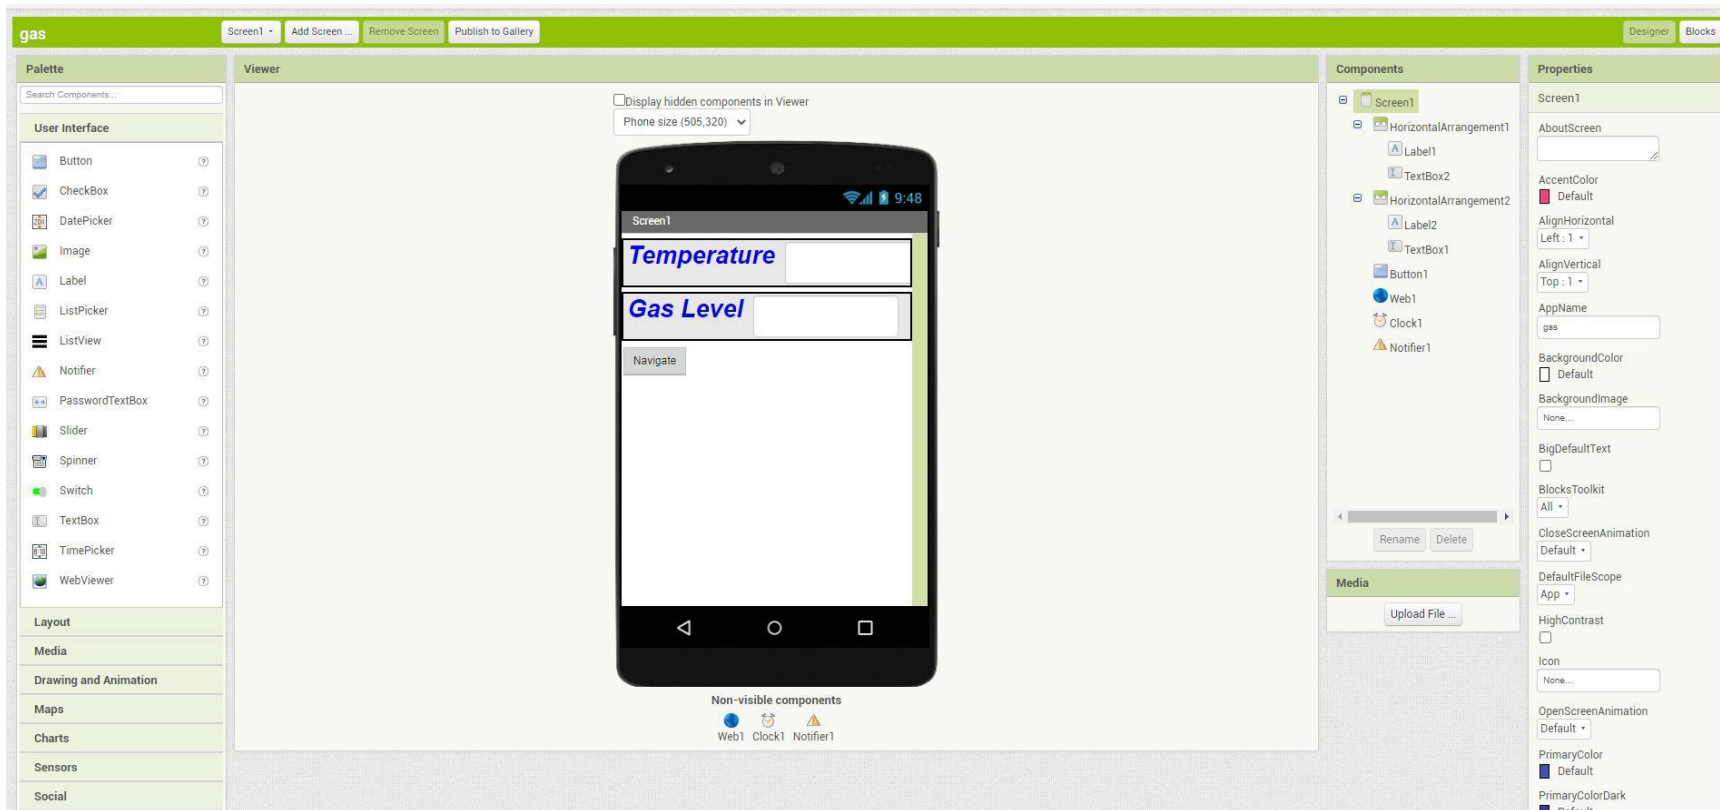 gas
Screen1
Add Screen ...
Remove Screen
Publish to Gallery
Designer
Blocks
Palette
Search Components...
User Interface
Button
CheckBox
DatePicker
Image
Label
ListPicker
ListView
Notifier
PasswordTextBox
Slider
Spinner
Switch
TextBox
TimePicker
WebViewer
Layout
Media
Drawing and Animation
Maps
Charts
Sensors
Social
Viewer
Display hidden components in Viewer
Phone size (505,320)
9:48
Screen1
Temperature
Gas Level
Navigate
Non-visible components
Web1 Clock1 Notifier1
Components
Screen1
HorizontalArrangement1
Label1
TextBox2
HorizontalArrangement2
Label2
TextBox1
Button1
Web1
Clock1
Notifier1
Rename Delete
Media
Upload File ...
Properties
Screen1
AboutScreen
AccentColor
Default
AlignHorizontal
Left : 1
AlignVertical
Top : 1
AppName
gas
BackgroundColor
Default
BackgroundImage
None...
BigDefaultText
BlocksToolkit
All
CloseScreenAnimation
Default
DefaultFileScope
App
HighContrast
Icon
None...
OpenScreenAnimation
Default
PrimaryColor
Default
PrimaryColorDark